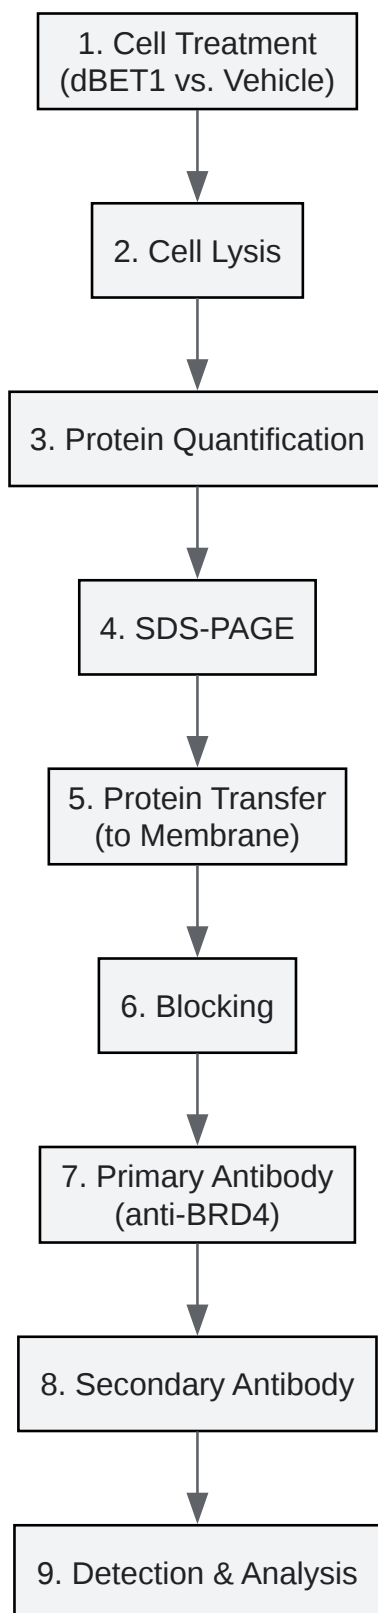 1. Cell Treatment
(dBET1 vs. Vehicle)
2. Cell Lysis
3. Protein Quantification
4. SDS-PAGE
5. Protein Transfer
(to Membrane)
6. Blocking
7. Primary Antibody
(anti-BRD4)
8. Secondary Antibody
9. Detection & Analysis